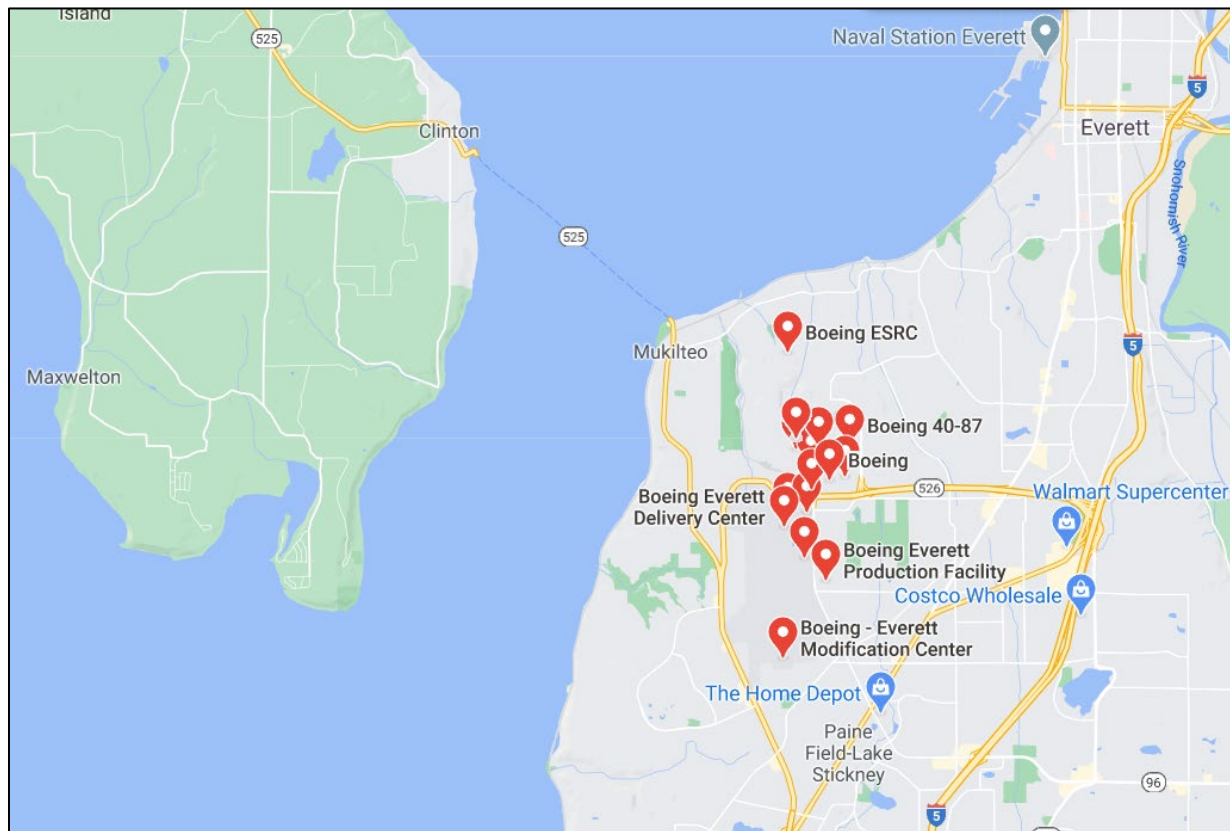 Island
525
Naval Station Everett
5
Clinton
Everett
Snohomish River
525
Boeing ESRC
Mukilteo
5
Maxwelton
Boeing 40-87
Boeing
526
Walmart Supercenter
Boeing Everett
Delivery Center
Boeing Everett
Production Facility
Costco Wholesale
Boeing - Everett
Modification Center
The Home Depot
Paine
Field-Lake
Stickney
96
5